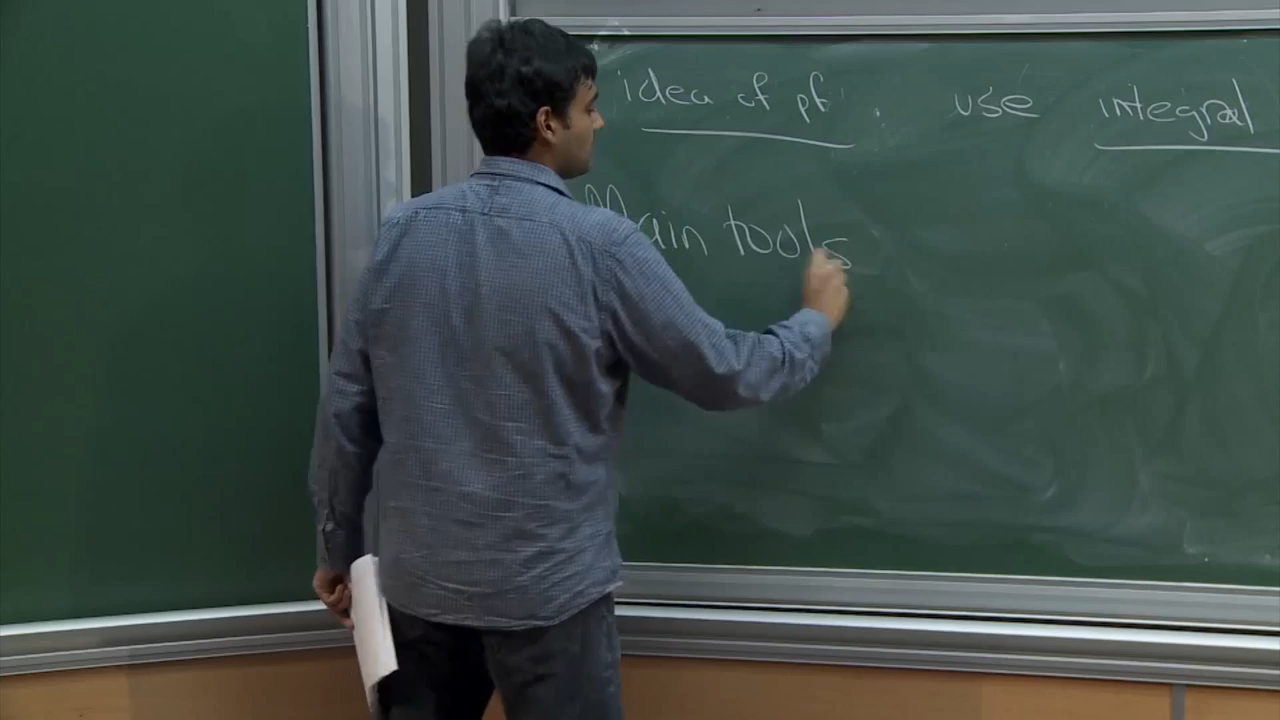 idea of pf : use integral
Main tools